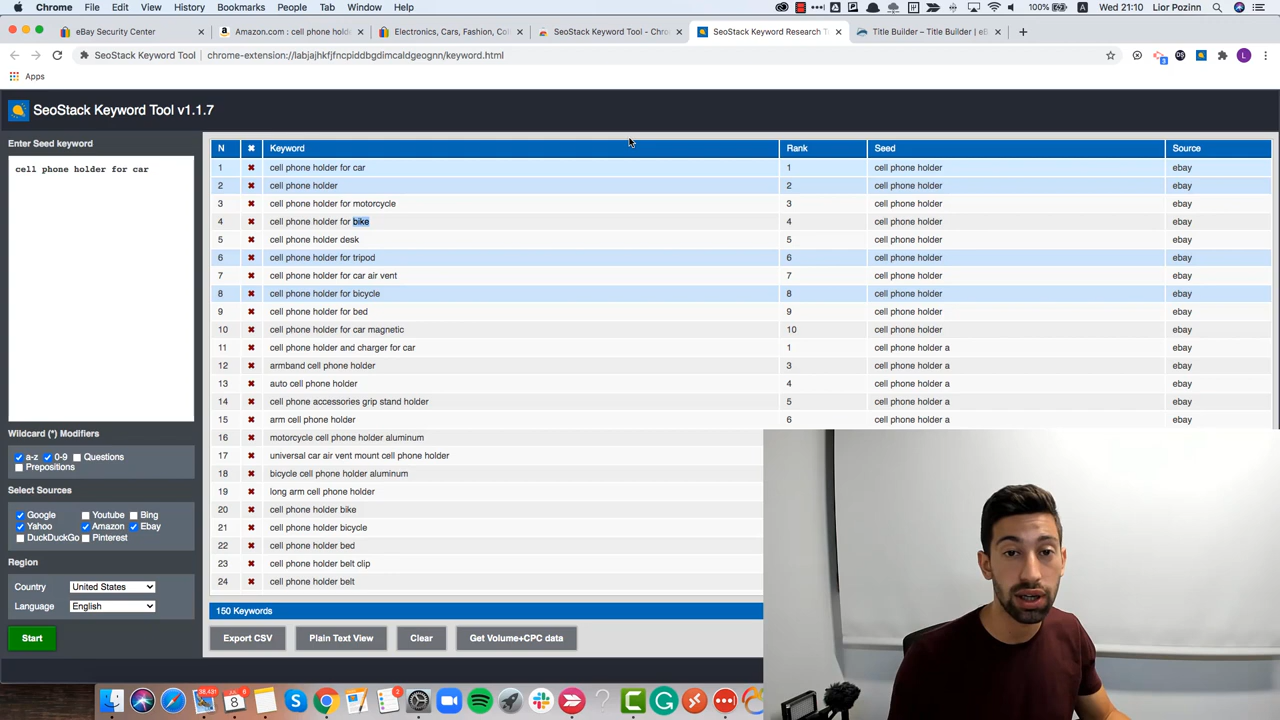 Chrome File Edit View History Bookmarks People Tab Window Help 100% Wed 21:10 Lior Pozinn
eBay Security Center
Amazon.com : cell phone hold
Electronics, Cars, Fashion, Col
SeoStack Keyword Tool - Chro
SeoStack Keyword Research T
Title Builder – Title Builder | eB
SeoStack Keyword Tool chrome-extension://labjajhkfjfncpiddbgdimcaldgeognn/keyword.html
Apps
SeoStack Keyword Tool v1.1.7
Enter Seed keyword
cell phone holder for car
Wildcard (*) Modifiers
a-z 0-9 Questions
Prepositions
Select Sources
Google Youtube Bing
Yahoo Amazon Ebay
DuckDuckGo Pinterest
Region
Country United States
Language English
Start
N ✖ Keyword Rank Seed Source
1 ✖ cell phone holder for car 1 cell phone holder ebay
2 ✖ cell phone holder 2 cell phone holder ebay
3 ✖ cell phone holder for motorcycle 3 cell phone holder ebay
4 ✖ cell phone holder for bike 4 cell phone holder ebay
5 ✖ cell phone holder desk 5 cell phone holder ebay
6 ✖ cell phone holder for tripod 6 cell phone holder ebay
7 ✖ cell phone holder for car air vent 7 cell phone holder ebay
8 ✖ cell phone holder for bicycle 8 cell phone holder ebay
9 ✖ cell phone holder for bed 9 cell phone holder ebay
10 ✖ cell phone holder for car magnetic 10 cell phone holder ebay
11 ✖ cell phone holder and charger for car 1 cell phone holder a ebay
12 ✖ armband cell phone holder 3 cell phone holder a ebay
13 ✖ auto cell phone holder 4 cell phone holder a ebay
14 ✖ cell phone accessories grip stand holder 5 cell phone holder a ebay
15 ✖ arm cell phone holder 6 cell phone holder a ebay
16 ✖ motorcycle cell phone holder aluminum
17 ✖ universal car air vent mount cell phone holder
18 ✖ bicycle cell phone holder aluminum
19 ✖ long arm cell phone holder
20 ✖ cell phone holder bike
21 ✖ cell phone holder bicycle
22 ✖ cell phone holder bed
23 ✖ cell phone holder belt clip
24 ✖ cell phone holder belt
150 Keywords
Export CSV Plain Text View Clear Get Volume+CPC data